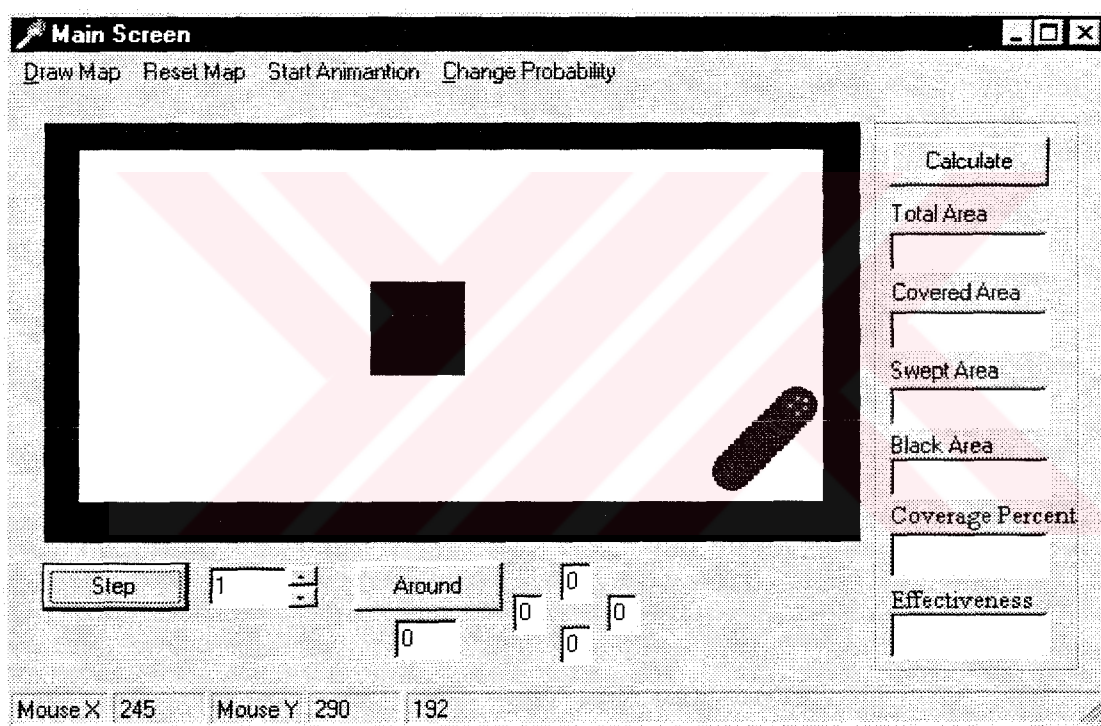 Main Screen
Draw Map Reset Map Start Animantion Change Probability
Calculate
Total Area
Covered Area
Swept Area
Black Area
Coverage Percent
Effectiveness
Step 1 Around 0 0 0 0
0
Mouse X 245 Mouse Y 290 192